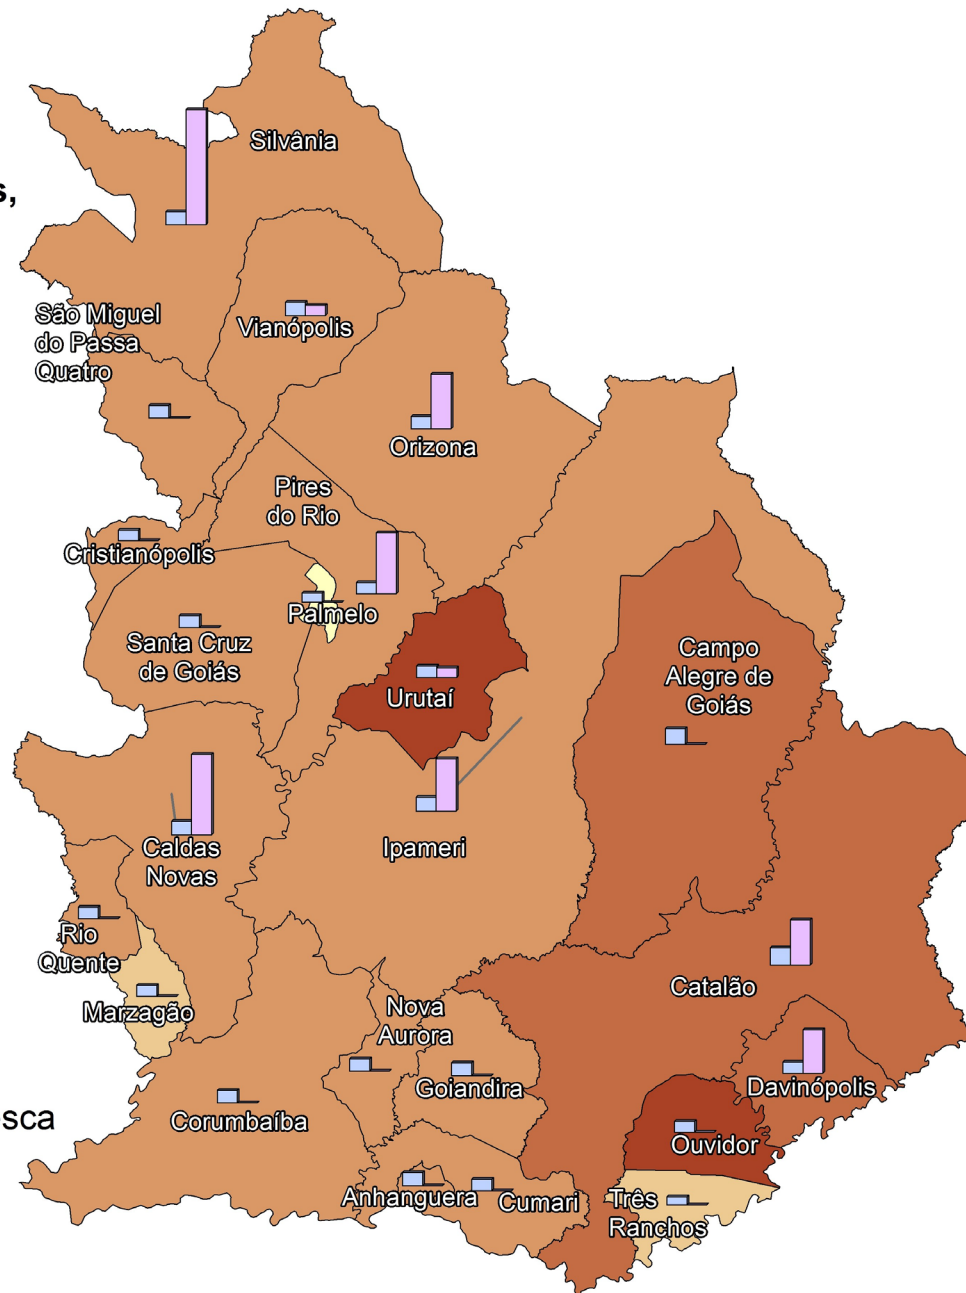 Silvânia
São Miguel
do Passa
Quatro
Vianópolis
Orizona
Pires
do Rio
Cristianópolis
Palmelo
Santa Cruz
de Goiás
Urutaí
Campo
Alegre de
Goiás
Caldas
Novas
Ipameri
Rio
Quente
Marzagão
Catalão
Nova
Aurora
Goiandira
Davinópolis
Corumbaíba
Ouvidor
Anhanguera
Cumari
Três
Ranchos